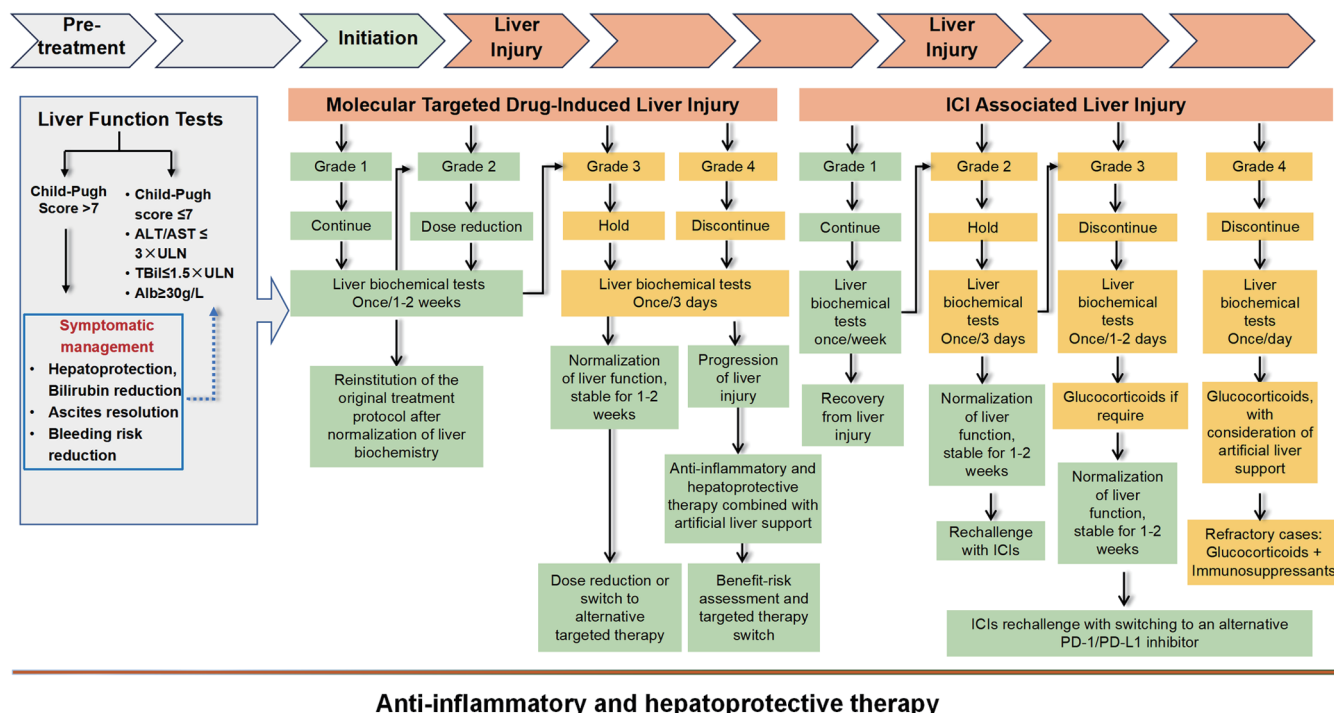 Pre-
treatment
Initiation
Liver
Injury
Liver
Injury
Liver Function Tests
Child-Pugh
Score >7
• Child-Pugh
score ≤7
• ALT/AST ≤
3×ULN
• TBil≤1.5×ULN
• Alb≥30g/L
Symptomatic
management
• Hepatoprotection,
Bilirubin reduction
• Ascites resolution
• Bleeding risk
reduction
Molecular Targeted Drug-Induced Liver Injury
Grade 1
Grade 2
Grade 3
Grade 4
Continue
Dose reduction
Hold
Discontinue
Liver biochemical tests
Once/1-2 weeks
Liver biochemical tests
Once/3 days
Reinstitution of the
original treatment
protocol after
normalization of liver
biochemistry
Normalization
of liver function,
stable for 1-2
weeks
Progression
of liver
injury
Anti-inflammatory and
hepatoprotective
therapy combined with
artificial liver support
Dose reduction or
switch to
alternative
targeted therapy
Benefit-risk
assessment and
targeted therapy
switch
ICI Associated Liver Injury
Grade 1
Grade 2
Grade 3
Grade 4
Continue
Hold
Discontinue
Discontinue
Liver
biochemical
tests
once/week
Liver
biochemical
tests
Once/3 days
Liver
biochemical
tests
Once/1-2 days
Liver
biochemical
tests
Once/day
Recovery
from liver
injury
Normalization
of liver
function,
stable for 1-2
weeks
Glucocorticoids if
require
Glucocorticoids,
with
consideration of
artificial liver
support
Rechallenge
with ICIs
Normalization
of liver
function,
stable for 1-2
weeks
Refractory cases:
Glucocorticoids +
Immunosuppressants
ICIs rechallenge with switching to an alternative
PD-1/PD-L1 inhibitor
Anti-inflammatory and hepatoprotective therapy